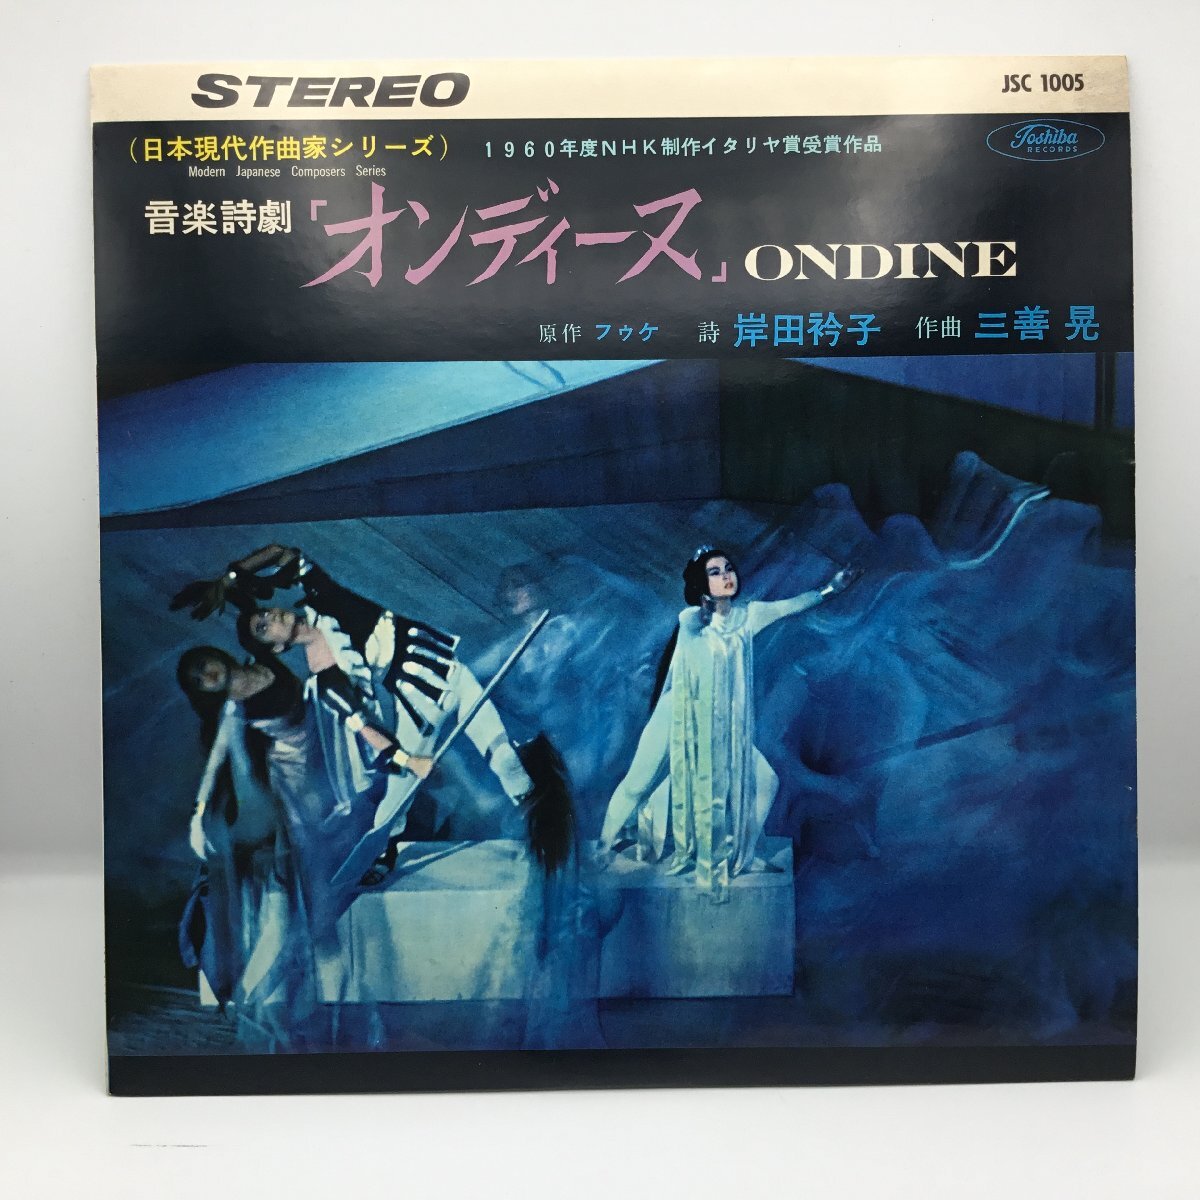 STEREO
JSC 1005
(日本現代作曲家シリーズ)
Modern Japanese Composers Series
1960年度NHK制作イタリヤ賞受賞作品
Toshiba
RECORDS
音楽詩劇「オンディーヌ」ONDINE
原作 フゥケ 詩 岸田衿子 作曲 三善 晃